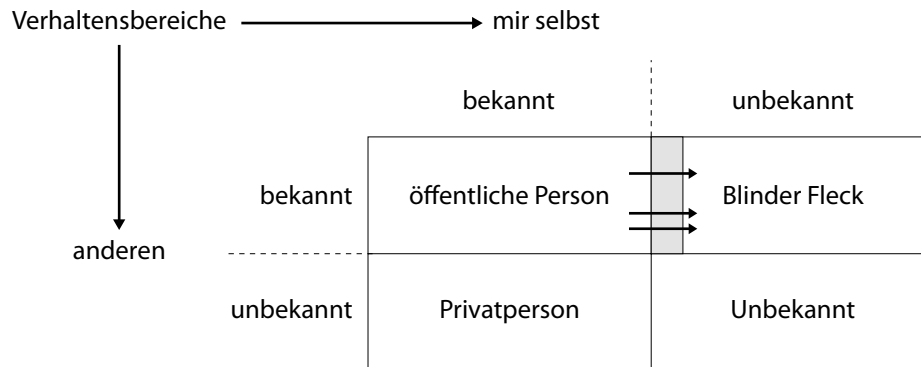 Verhaltensbereiche mir selbst
bekannt unbekannt
bekannt öffentliche Person Blinder Fleck
anderen
unbekannt Privatperson Unbekannt